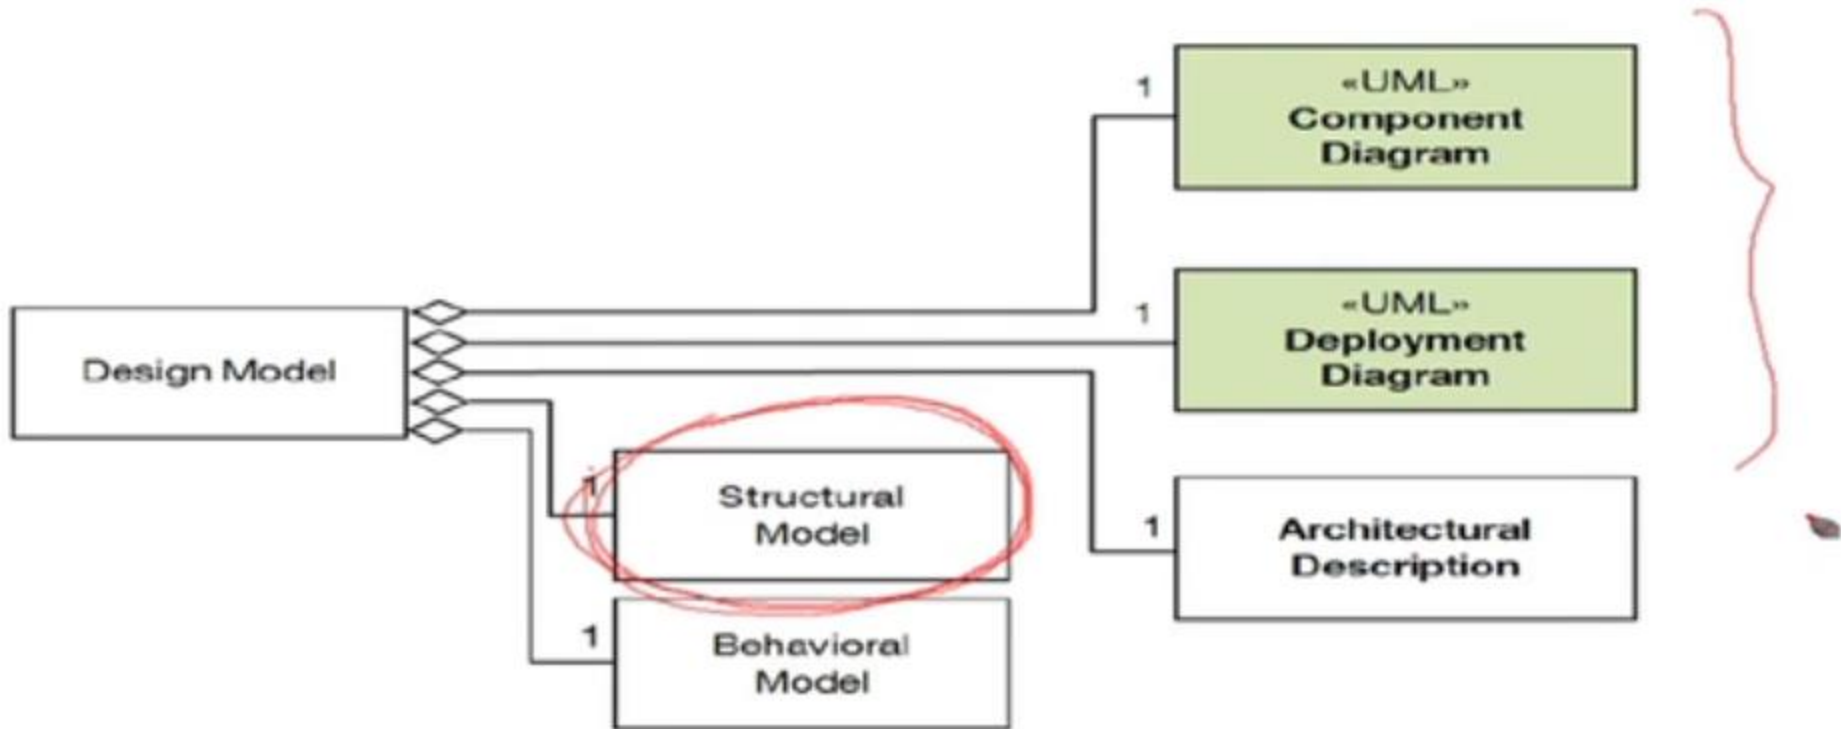 1
«UML»
Component
Diagram
1
«UML»
Deployment
Diagram
Design Model
1
Structural
Model
1
Architectural
Description
1
Behavioral
Model